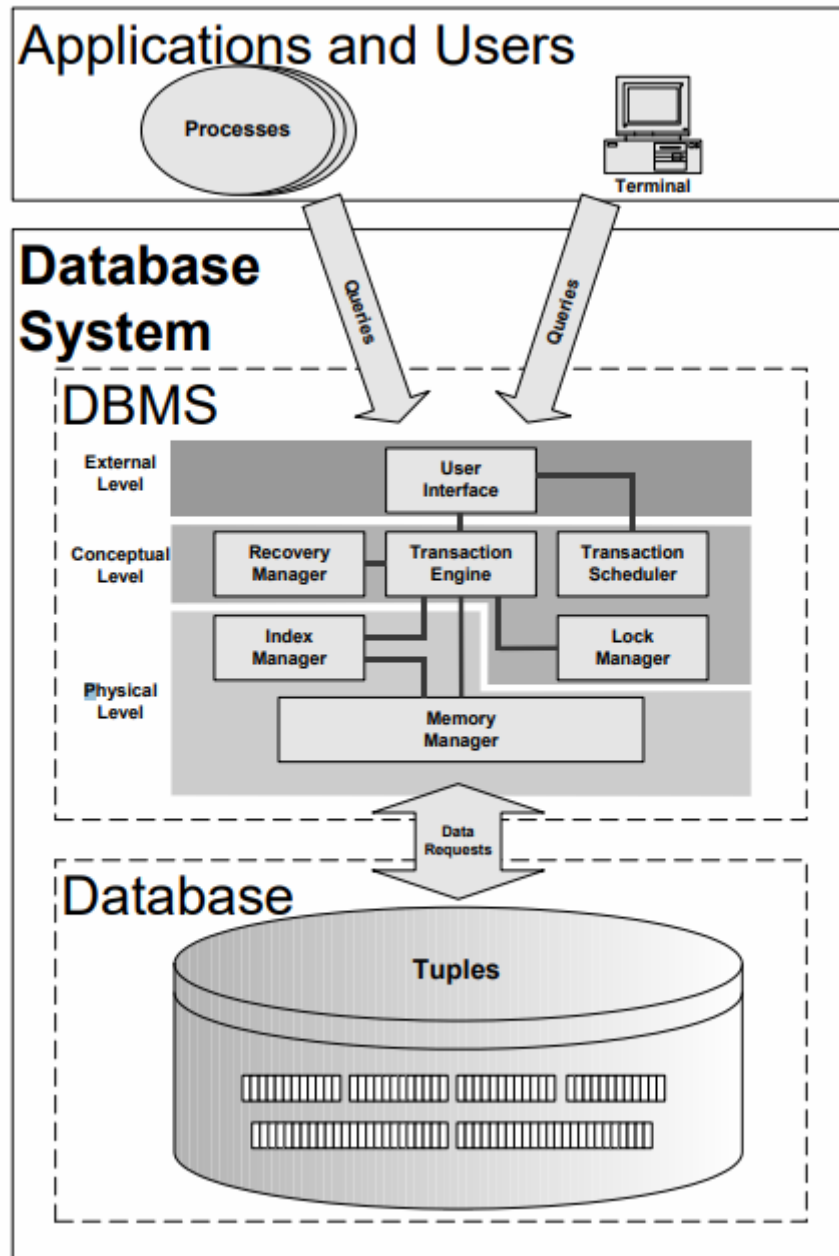 Applications and Users
Processes
Terminal
Database
System
Queries
Queries
DBMS
External
Level
User
Interface
Conceptual
Level
Recovery
Manager
Transaction
Engine
Transaction
Scheduler
Index
Manager
Lock
Manager
Physical
Level
Memory
Manager
Data
Requests
Database
Tuples